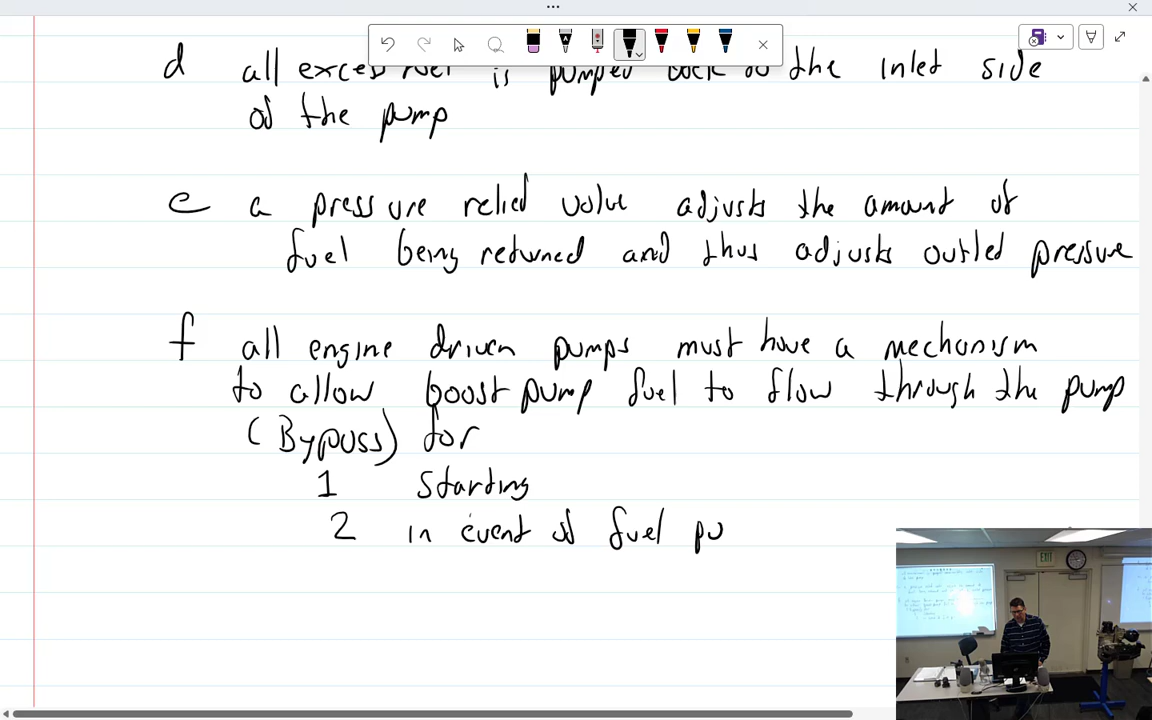 d all excess fuel is pumped back to the inlet side
of the pump
e a pressure relief valve adjusts the amount of
fuel being returned and thus adjusts outlet pressure
f all engine driven pumps must have a mechanism
to allow boost pump fuel to flow through the pump
(Bypass) for
1 starting
2 in event of fuel pu
EXIT